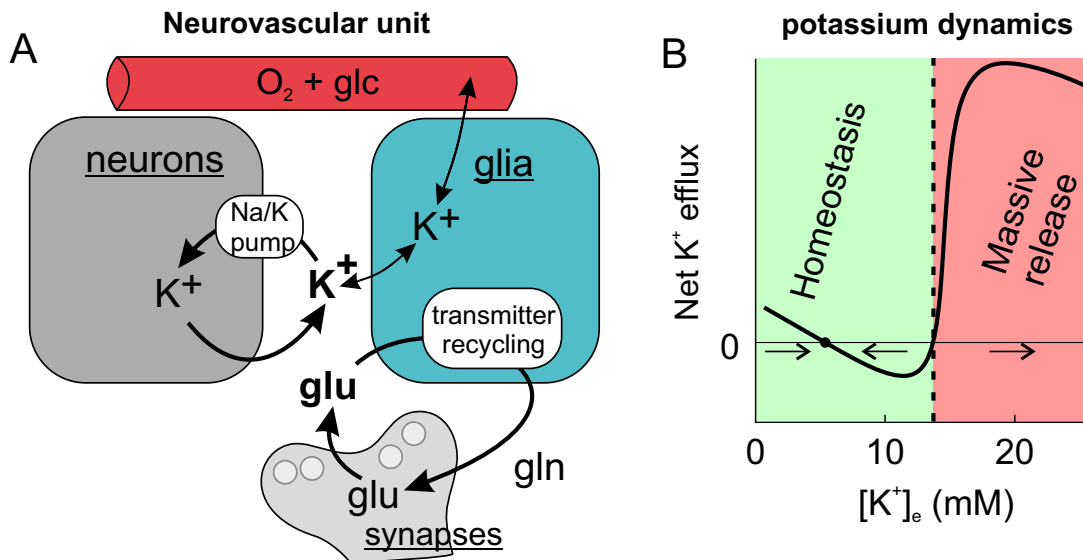 Neurovascular unit
A
O₂ + glc
neurons
glia
Na/K
pump
K⁺
K⁺
K⁺
transmitter
recycling
glu
gln
glu
synapses
potassium dynamics
B
Net K⁺ efflux
Homeostasis
Massive
release
0
0
10
20
[K⁺]ₑ (mM)